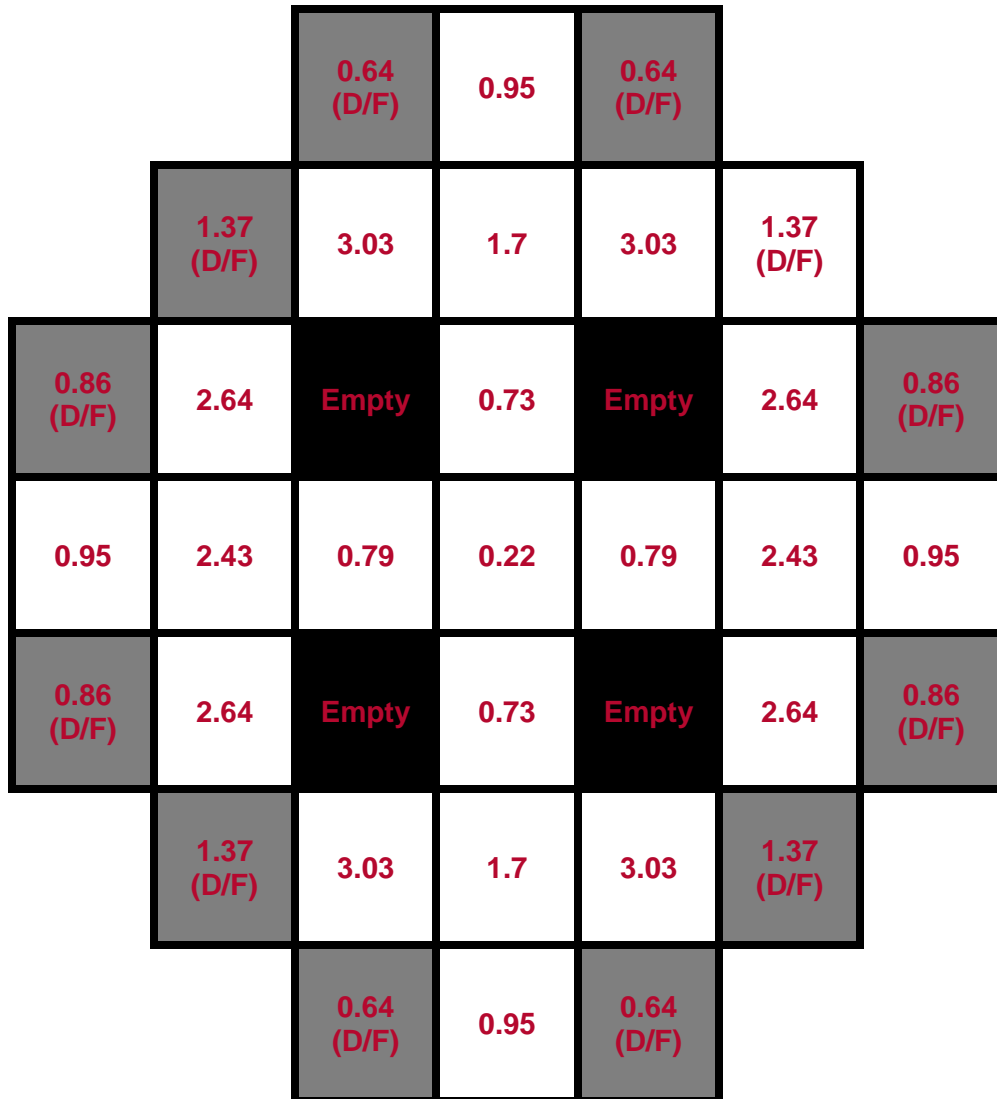 0.64 0.95 0.64
(D/F) (D/F)
1.37 3.03 1.7 3.03 1.37
(D/F) (D/F)
0.86 2.64 Empty 0.73 Empty 2.64 0.86
(D/F) (D/F)
0.95 2.43 0.79 0.22 0.79 2.43 0.95
0.86 2.64 Empty 0.73 Empty 2.64 0.86
(D/F) (D/F)
1.37 3.03 1.7 3.03 1.37
(D/F) (D/F)
0.64 0.95 0.64
(D/F) (D/F)